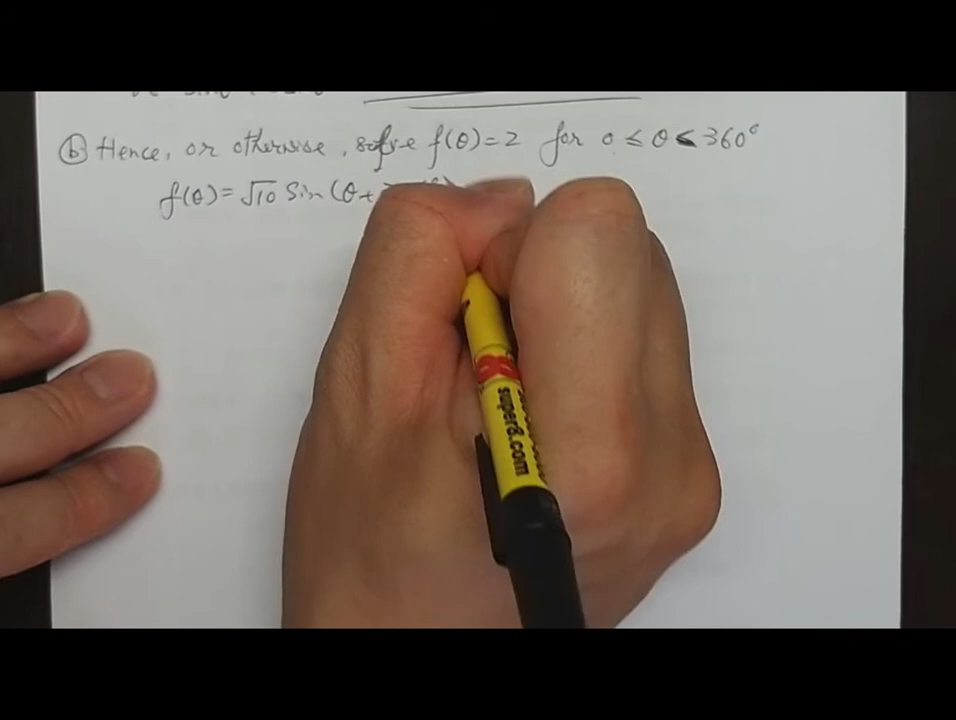 ⓑ Hence, or otherwise, solve f(θ)=2 for 0 ≤ θ < 360°
f(θ)= √10 Sin (θ+
super8.com